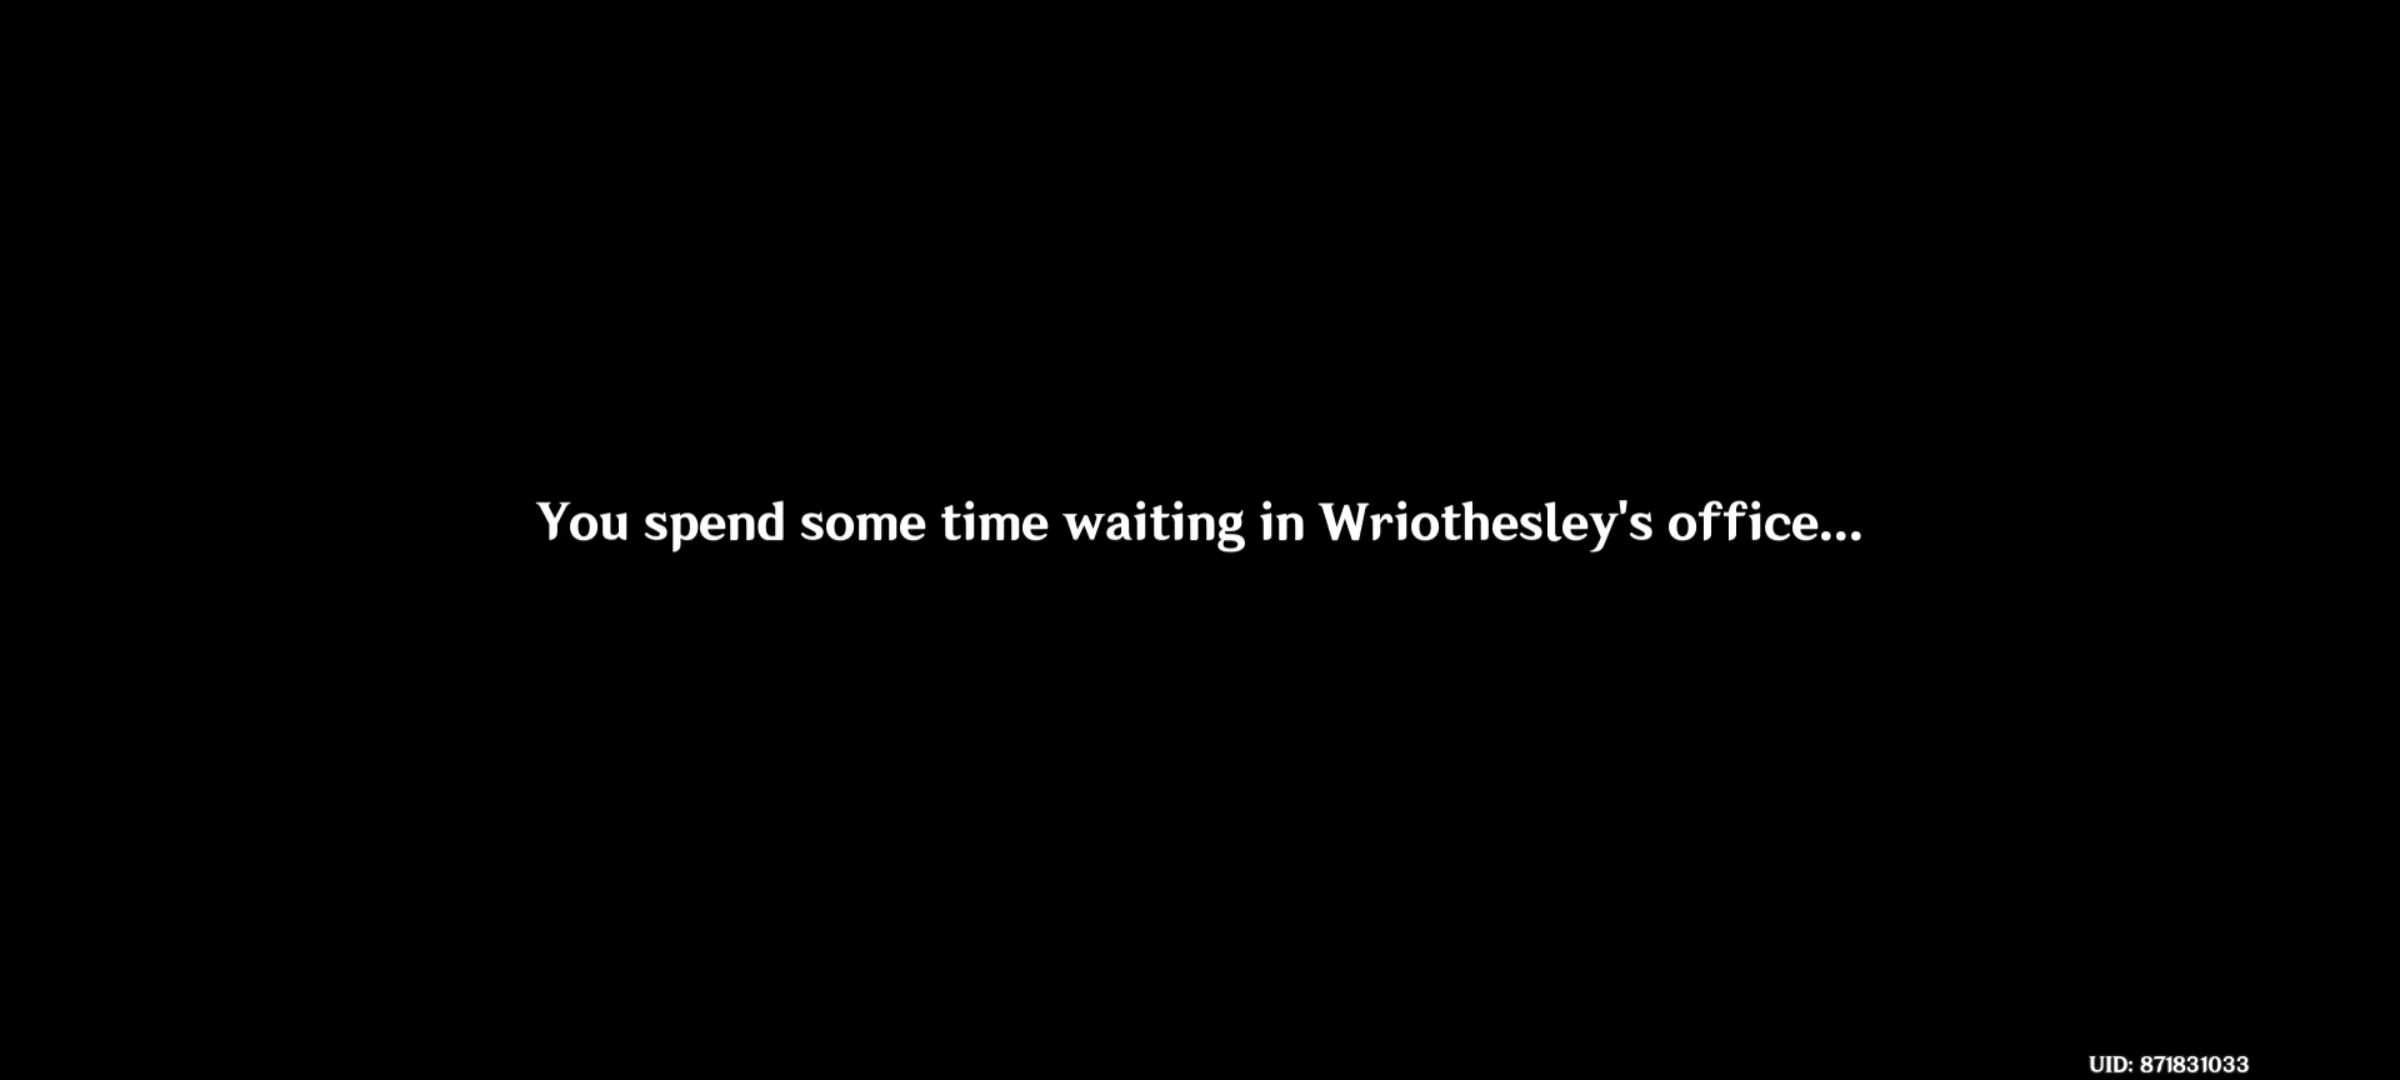 You spend some time waiting in Wriothesley's office...
UID: 871831033